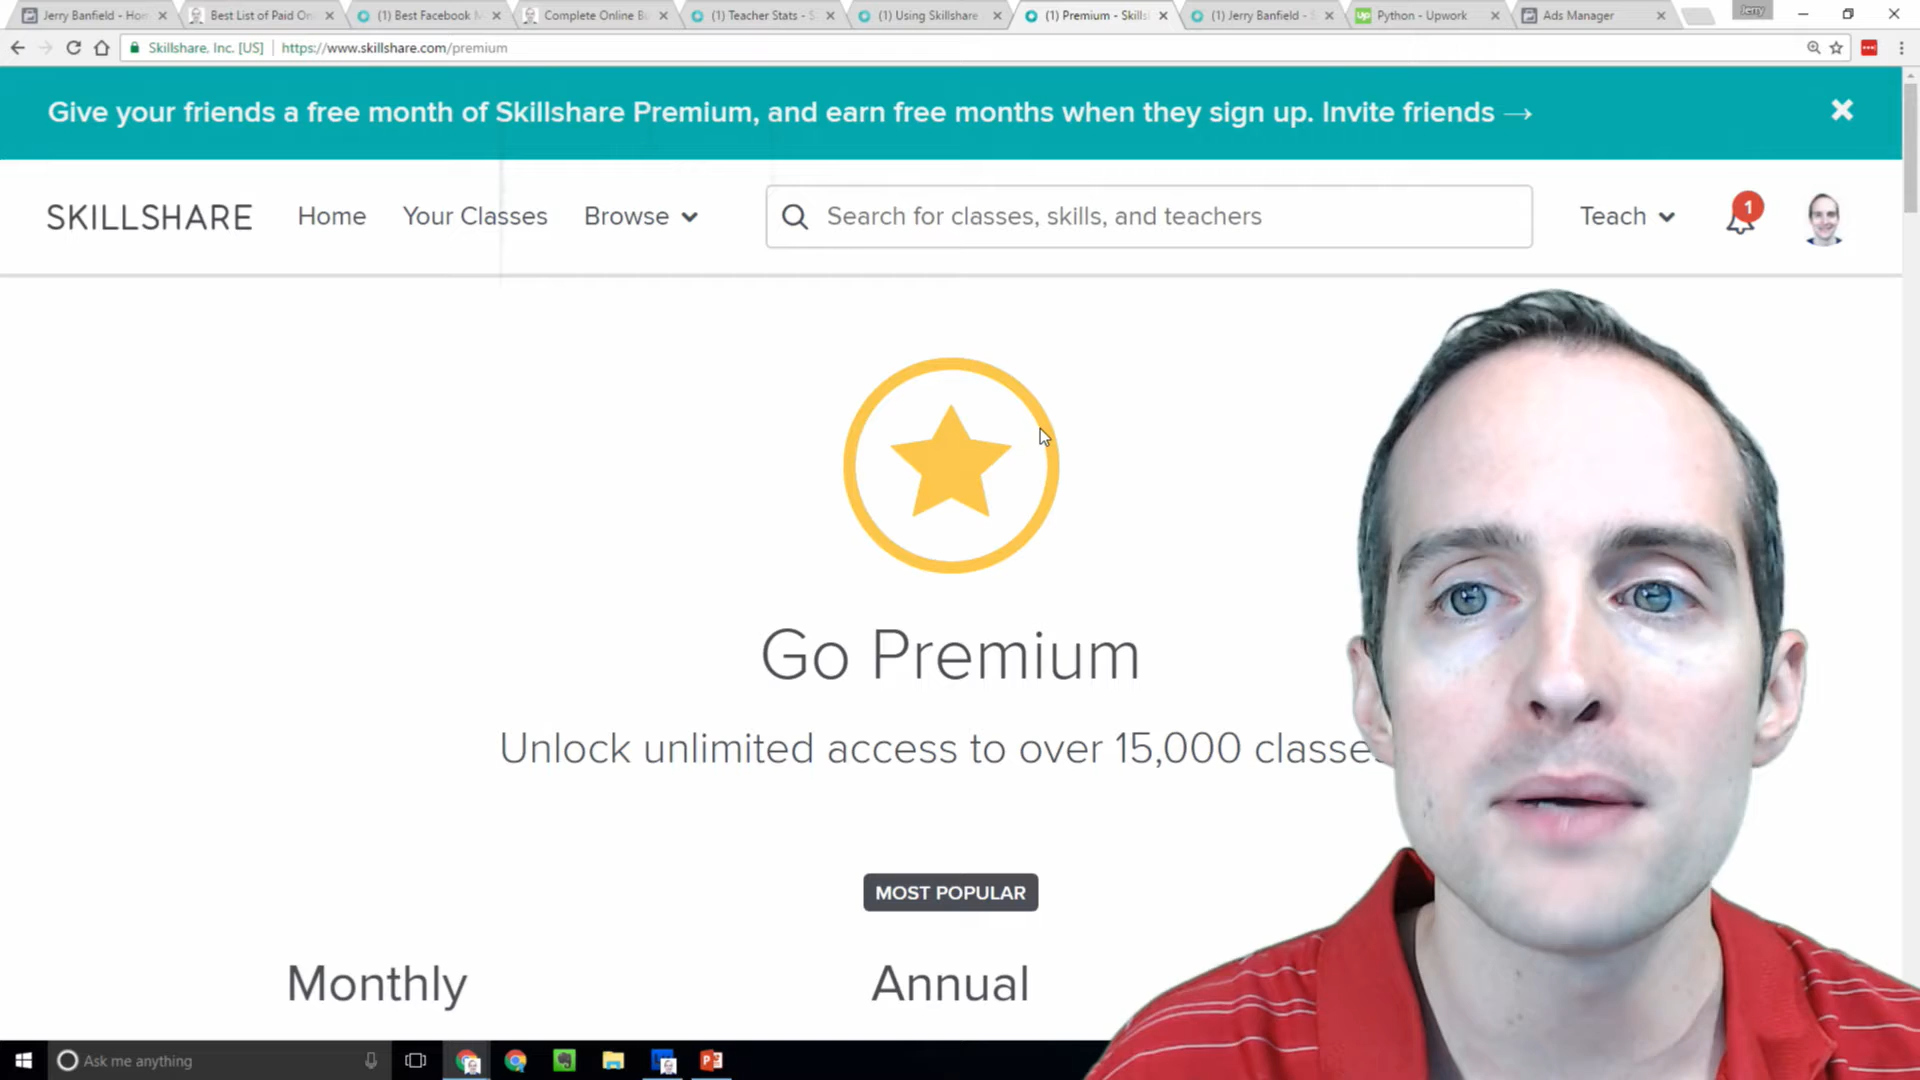 Jerry Banfield - Hom
Best List of Paid On
(1) Best Facebook M
Complete Online Bu
(1) Teacher Stats - S
(1) Using Skillshare
(1) Premium - Skills
(1) Jerry Banfield - S
Up Python - Upwork
Ads Manager
Jerry
Skillshare, Inc. [US]
https://www.skillshare.com/premium
Give your friends a free month of Skillshare Premium, and earn free months when they sign up. Invite friends →
SKILLSHARE
Home
Your Classes
Browse
Search for classes, skills, and teachers
Teach
1
Go Premium
Unlock unlimited access to over 15,000 classe
MOST POPULAR
Monthly
Annual
Ask me anything